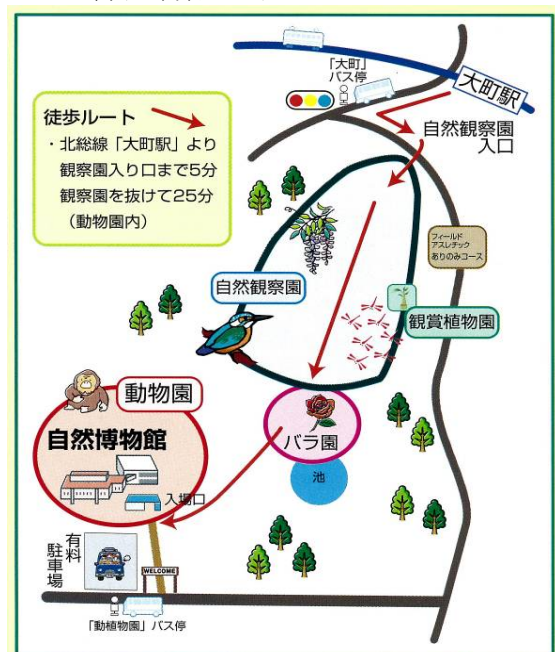 「大町」
バス停
大町駅
徒歩ルート
・北総線「大町駅」より
観察園入り口まで5分
観察園を抜けて25分
(動物園内)
自然観察園
入口
フィールド
アスレチック
ありのみコース
自然観察園
観賞植物園
動物園
自然博物館
入場口
バラ園
池
有料
駐車場
WELCOME
「動植物園」バス停